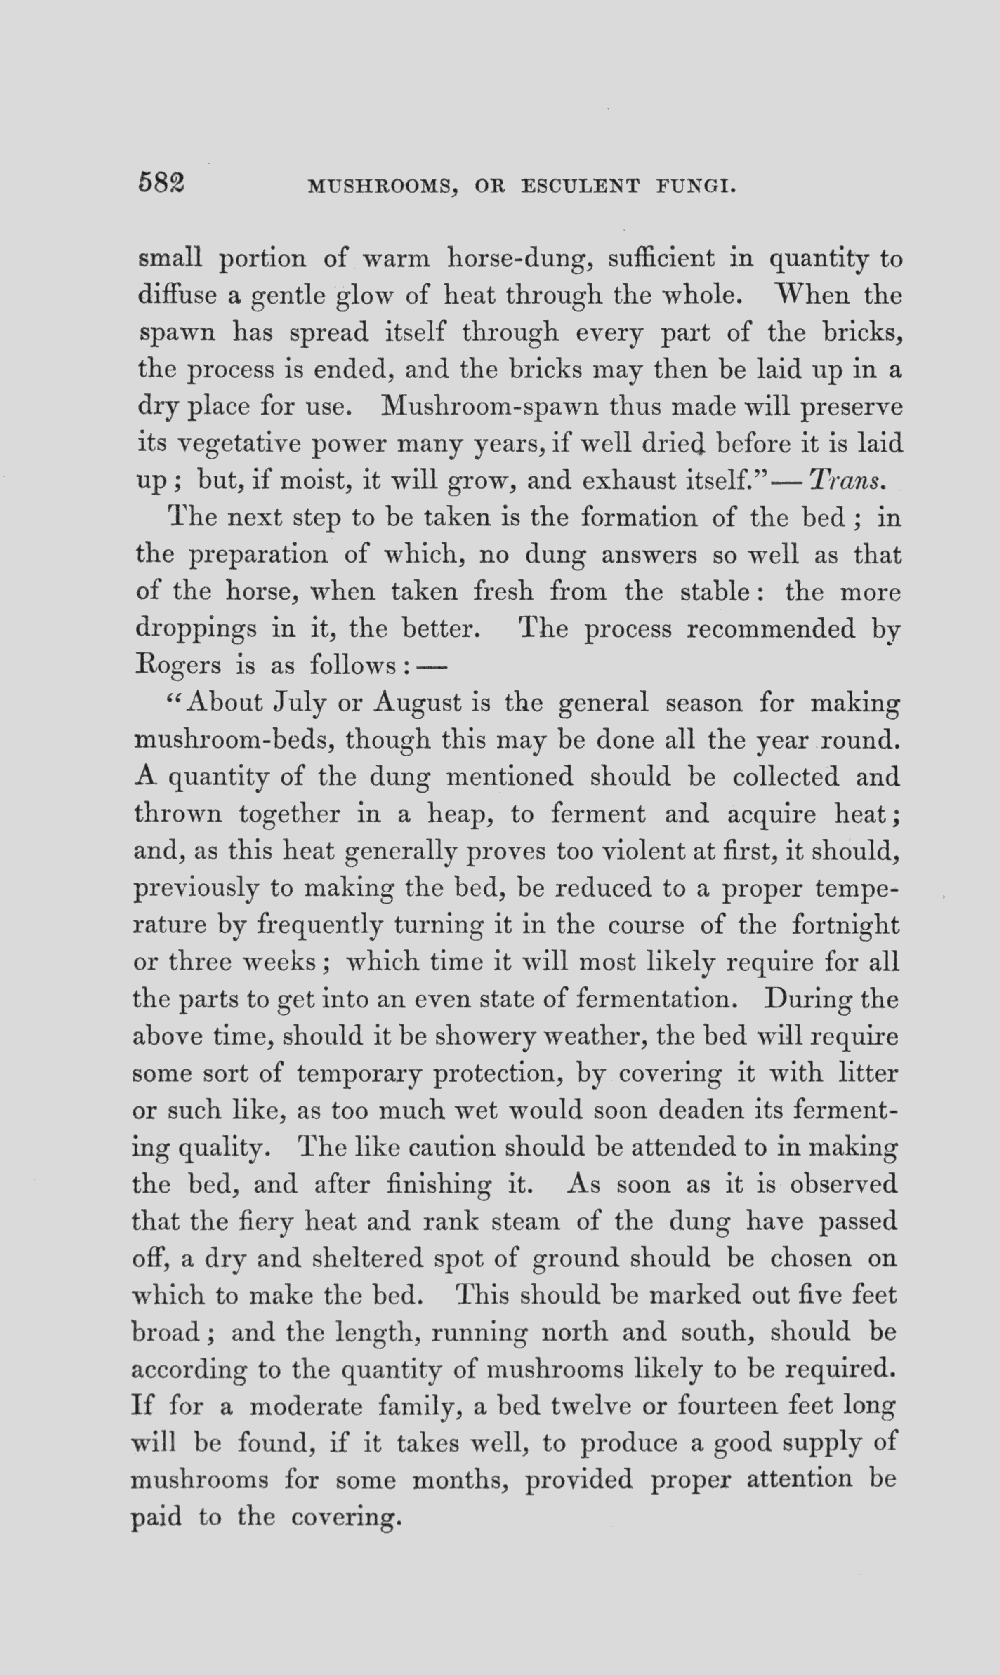 582 MUSHROOMS, OR ESCULENT FUNGI.
small portion of warm horse-dung, sufficient in quantity to
diffuse a gentle glow of heat through the whole. When the
spawn has spread itself through every part of the bricks,
the process is ended, and the bricks may then be laid up in a
dry place for use. Mushroom-spawn thus made will preserve
its vegetative power many years, if well dried before it is laid
up ; but, if moist, it will grow, and exhaust itself.”— Trans.
The next step to be taken is the formation of the bed ; in
the preparation of which, no dung answers so well as that
of the horse, when taken fresh from the stable : the more
droppings in it, the better. The process recommended by
Rogers is as follows : —
“ About July or August is the general season for making
mushroom-beds, though this may be done all the year round.
A quantity of the dung mentioned should be collected and
thrown together in a heap, to ferment and acquire heat ;
and, as this heat generally proves too violent at first, it should,
previously to making the bed, be reduced to a proper tempe-
rature by frequently turning it in the course of the fortnight
or three weeks ; which time it will most likely require for all
the parts to get into an even state of fermentation. During the
above time, should it be showery weather, the bed will require
some sort of temporary protection, by covering it with litter
or such like, as too much wet would soon deaden its ferment-
ing quality. The like caution should be attended to in making
the bed, and after finishing it. As soon as it is observed
that the fiery heat and rank steam of the dung have passed
off, a dry and sheltered spot of ground should be chosen on
which to make the bed. This should be marked out five feet
broad ; and the length, running north and south, should be
according to the quantity of mushrooms likely to be required.
If for a moderate family, a bed twelve or fourteen feet long
will be found, if it takes well, to produce a good supply of
mushrooms for some months, provided proper attention be
paid to the covering.